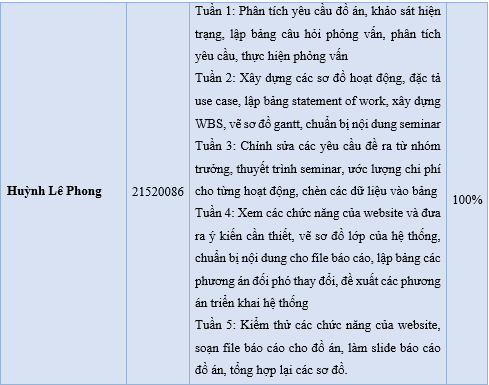 Tuần 1: Phân tích yêu cầu đồ án, khảo sát hiện
trạng, lập bảng câu hỏi phỏng vấn, phân tích
yêu cầu, thực hiện phỏng vấn
Tuần 2: Xây dựng các sơ đồ hoạt động, đặc tả
use case, lập bảng statement of work, xây dựng
WBS, vẽ sơ đồ gantt, chuẩn bị nội dung seminar
Tuần 3: Chỉnh sửa các yêu cầu đề ra từ nhóm
trưởng, thuyết trình seminar, ước lượng chi phí
Huỳnh Lê Phong 21520086 cho từng hoạt động, chèn các dữ liệu vào bảng 100%
Tuần 4: Xem các chức năng của website và đưa
ra ý kiến cần thiết, vẽ sơ đồ lớp của hệ thống,
chuẩn bị nội dung cho file báo cáo, lập bảng các
phương án đối phó thay đổi, đề xuất các phương
án triển khai hệ thống
Tuần 5: Kiểm thử các chức năng của website,
soạn file báo cáo cho đồ án, làm slide báo cáo
đồ án, tổng hợp lại các sơ đồ.